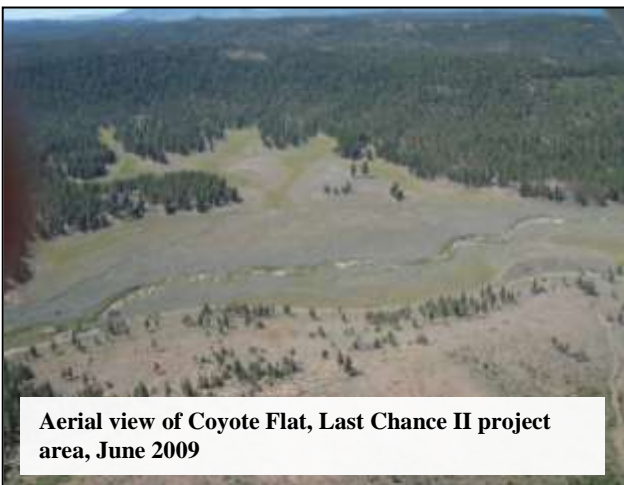 Aerial view of Coyote Flat, Last Chance II project
area, June 2009